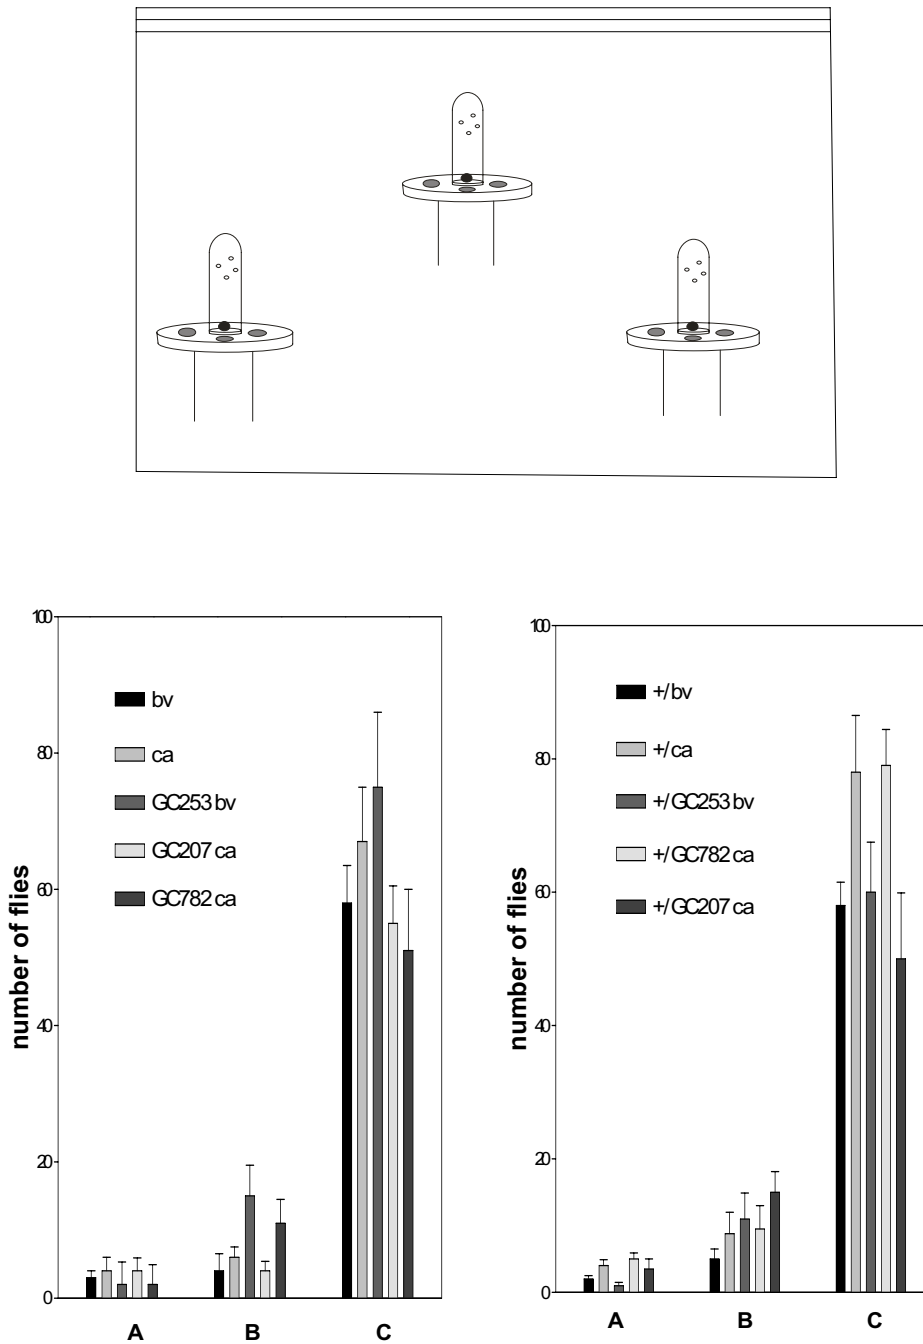 100
80
60
40
20
0
number of flies
bv
ca
GC253 bv
GC207 ca
GC782 ca
A B C
100
80
60
40
20
0
number of flies
+/bv
+/ca
+/GC253 bv
+/GC782 ca
+/GC207 ca
A B C